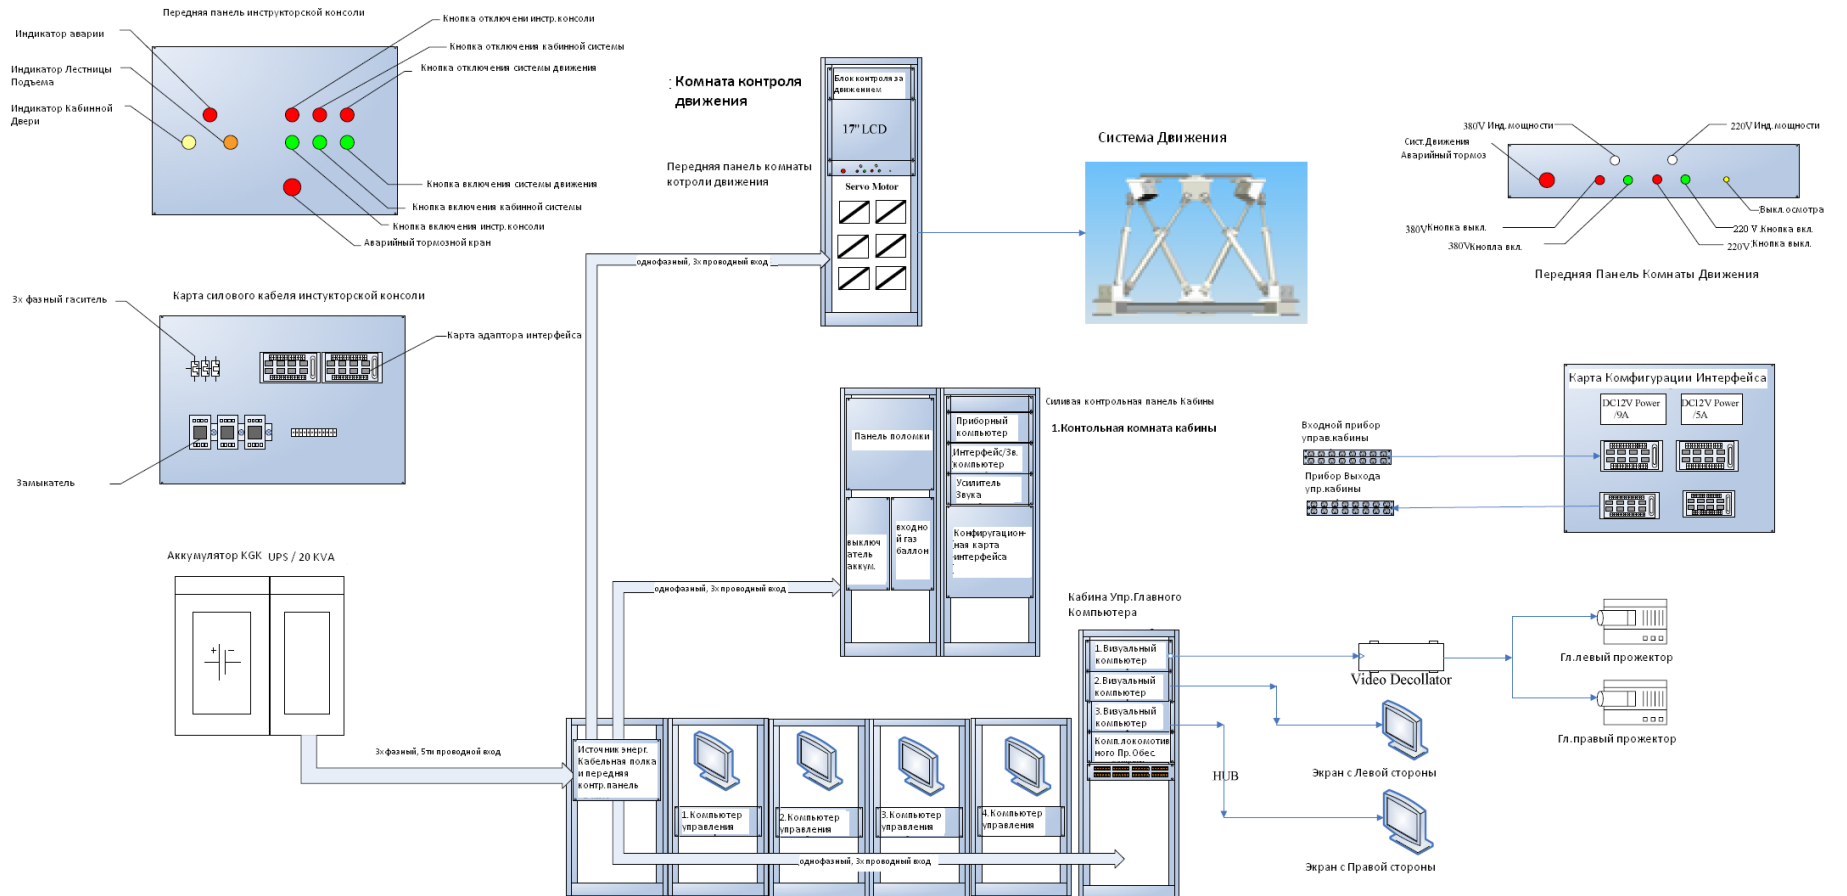 Передняя панель инструкторской консоли
Индикатор аварии
Индикатор Лестницы
Подъема
Индикатор Кабинной
Двери
Кнопка отключени инстр.консоли
Кнопка отключения кабинной системы
Кнопка отключения системы движения
Кнопка включения системы движения
Кнопка включения кабинной системы
Кнопка включения инстр.консоли
Аварийный тормозной кран
Карта силового кабеля инстукторской консоли
3х фазный гаситель
Карта адаптора интерфейса
Замыкатель
Аккумулятор KGK UPS / 20 KVA
3х фазный, 5ти проводной вход
: Комната контроля
движения
Передняя панель комнаты
котроли движения
однофазный, 3х проводный вход
Блок контроля за
движением
17" LCD
Servo Motor
Система Движения
380V Инд.мощности
220V Инд.мощности
Сист.Движения
Аварийный тормоз
Выкл.осмотра
380VКнопка выкл.
380VКнопла вкл.
220 V.Кнопка вкл.
220V.Кнопка выкл.
Передняя Панель Комнаты Движения
Силивая контрольная панель Кабины
1.Контольная комната кабины
Панель поломки
выключ
атель
аккум.
входно
й газ
баллон
Приборный
компьютер
Интерфейс/Зв.
компьютер
Усилитель
Звука
Конфиругацион-
ная карта
интерфейса
однофазный, 3х проводный вход
Карта Комфигурации Интерфейса
DC12V Power
/9A
DC12V Power
/5A
Входной прибор
управ.кабины
Прибор Выхода
упр.кабины
Кабина Упр.Главного
Компьютера
1.Визуальный
компьютер
2.Визуальный
компьютер
3.Визуальный
компьютер
Комп.локомотив
ного Пр.Обес.
HUB
Video Decollator
Гл.левый прожектор
Гл.правый прожектор
Экран с Левой стороны
Экран с Правой стороны
Источник энерг.
Кабельная полка
и передняя
контр.панель
1.Компьютер
управления
2.Компьютер
управления
3.Компьютер
управления
4.Компьютер
управления
однофазный, 3х проводный вход